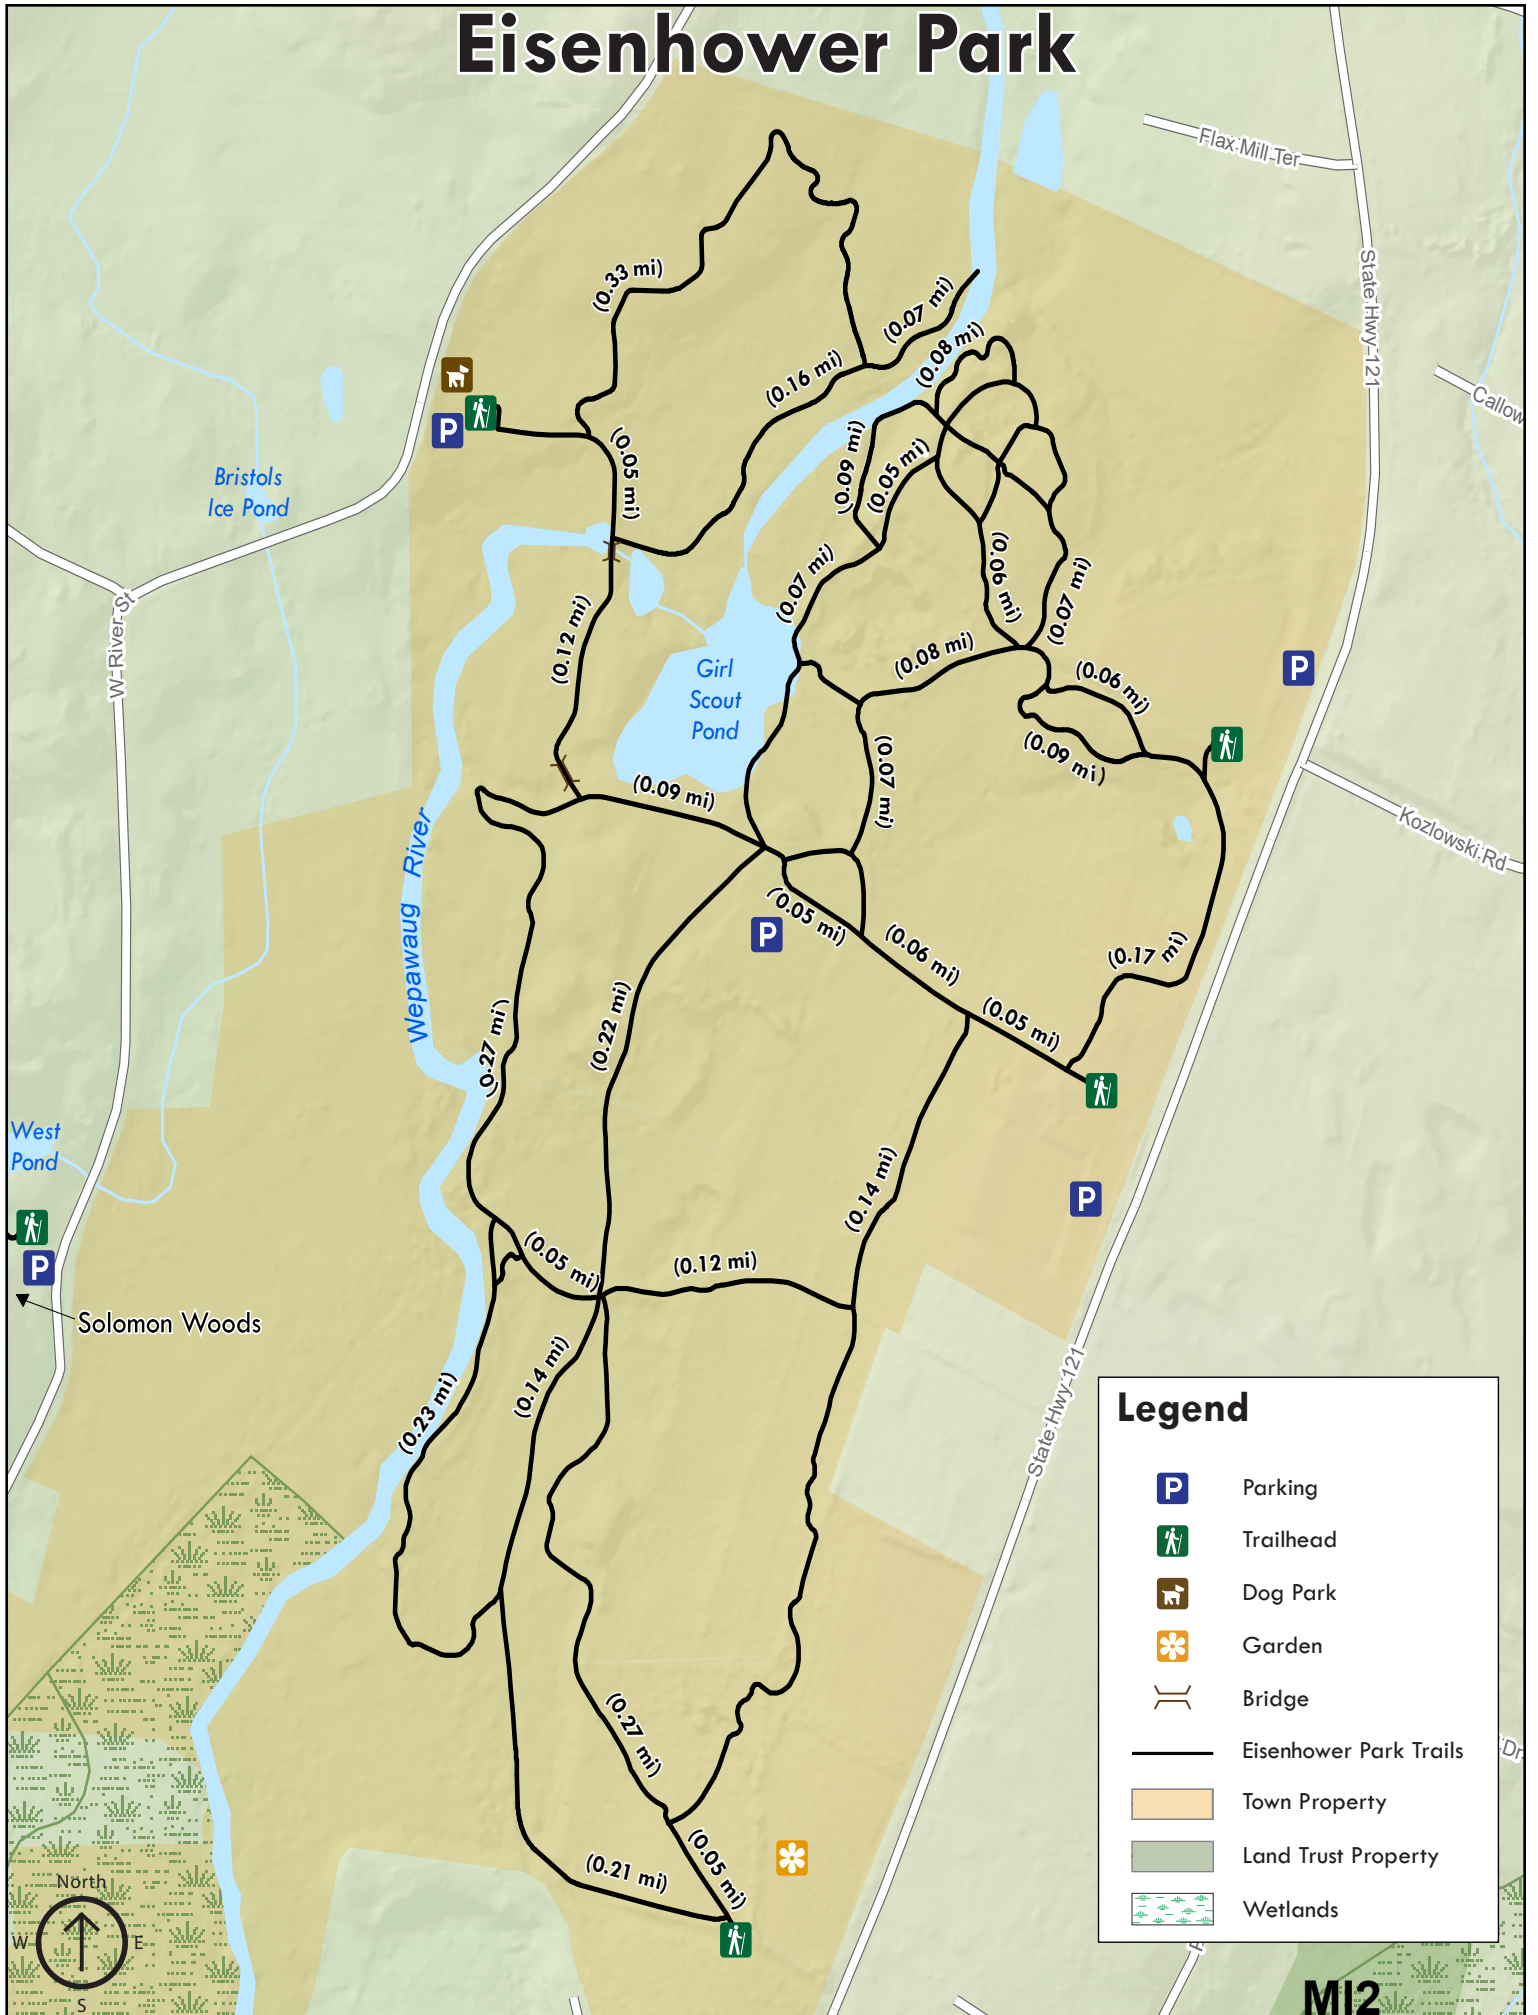 Eisenhower Park
Flax Mill Ter
State Hwy 121
(0.33 mi)
(0.07 mi)
(0.08 mi)
(0.16 mi)
P
Callow
(0.05 mi)
(0.09 mi)
(0.05 mi)
Bristols
Ice Pond
W River St
(0.12 mi)
(0.07 mi)
(0.06 mi)
(0.07 mi)
Girl
Scout
Pond
(0.08 mi)
(0.06 mi)
P
(0.09 mi)
(0.07 mi)
(0.09 mi)
Kozlowski Rd
Wepawaug River
(0.05 mi)
P
(0.06 mi)
(0.17 mi)
(0.27 mi)
(0.22 mi)
(0.05 mi)
West
Pond
(0.14 mi)
P
P
(0.05 mi)
(0.12 mi)
Solomon Woods
(0.23 mi)
(0.14 mi)
State Hwy 121
Legend
P Parking
Trailhead
Dog Park
Garden
Bridge
Eisenhower Park Trails
Town Property
Land Trust Property
Wetlands
Dr
(0.27 mi)
(0.21 mi)
(0.05 mi)
North
W E
S
MI2